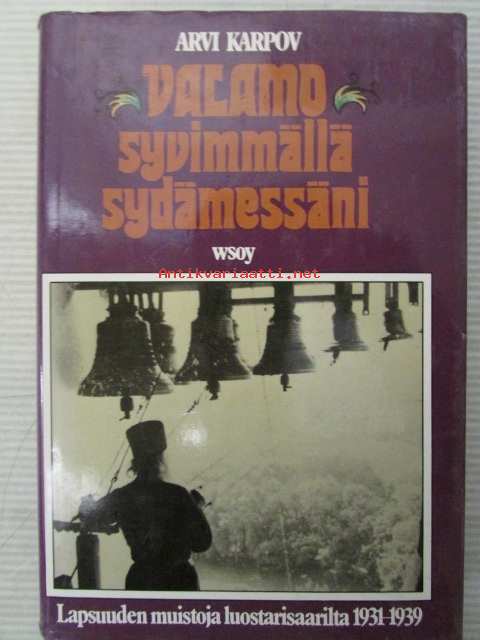 ARVI KARPOV
VALAMO
syvimmällä
sydämessäni
wsoy
Antikvariaatti.net
Lapsuuden muistoja luostarisaarilta 1931-1939